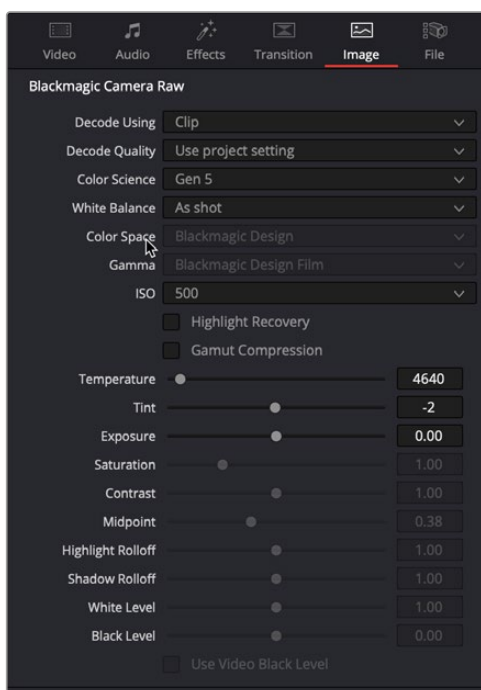 Video Audio Effects Transition Image File
Blackmagic Camera Raw
Decode Using Clip
Decode Quality Use project setting
Color Science Gen 5
White Balance As shot
Color Space Blackmagic Design
Gamma Blackmagic Design Film
ISO 500
Highlight Recovery
Gamut Compression
Temperature 4640
Tint -2
Exposure 0.00
Saturation 1.00
Contrast 1.00
Midpoint 0.38
Highlight Rolloff 1.00
Shadow Rolloff 1.00
White Level 1.00
Black Level 0.00
Use Video Black Level